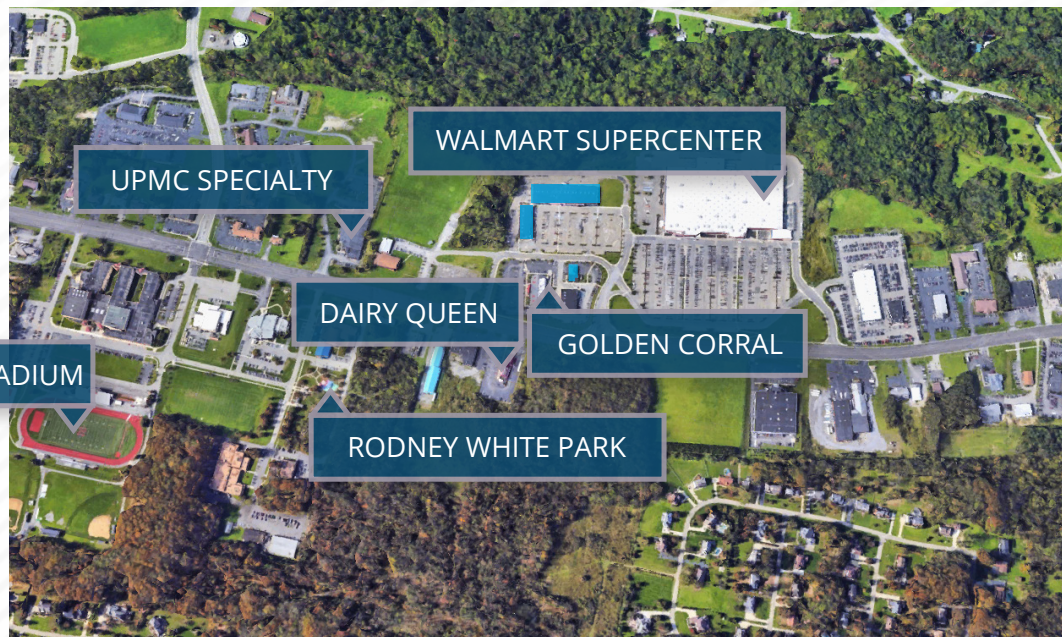 WALMART SUPERCENTER
UPMC SPECIALTY
DAIRY QUEEN
GOLDEN CORRAL
ADIUM
RODNEY WHITE PARK